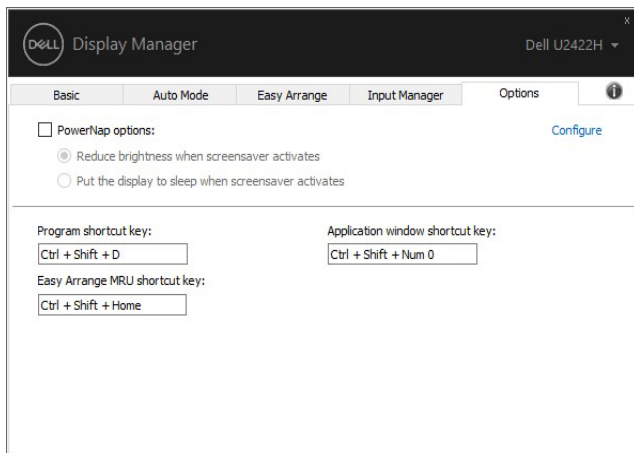 x
DELL Display Manager
Dell U2422H
Basic Auto Mode Easy Arrange Input Manager Options i
PowerNap options: Configure
Reduce brightness when screensaver activates
Put the display to sleep when screensaver activates
Program shortcut key: Application window shortcut key:
Ctrl + Shift + D Ctrl + Shift + Num 0
Easy Arrange MRU shortcut key:
Ctrl + Shift + Home